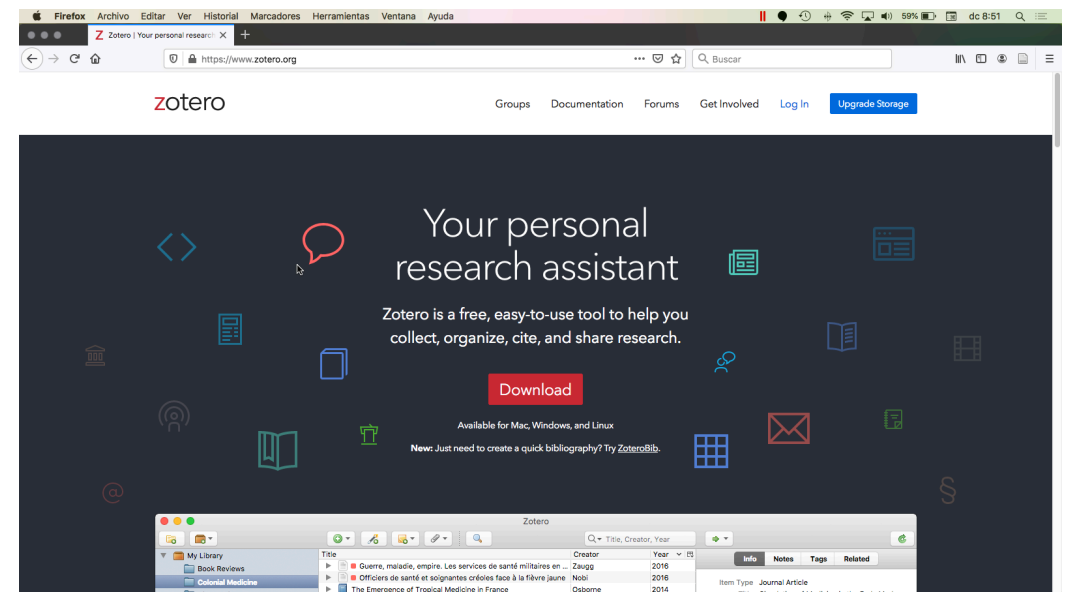 Firefox Archivo Editar Ver Historial Marcadores Herramientas Ventana Ayuda 59% dc 8:51
Z Zotero | Your personal research
https://www.zotero.org Buscar
zotero Groups Documentation Forums Get Involved Log In Upgrade Storage
Your personal
research assistant
Zotero is a free, easy-to-use tool to help you
collect, organize, cite, and share research.
Download
Available for Mac, Windows, and Linux
New: Just need to create a quick bibliography? Try ZoteroBib.
@ §
Zotero
Title, Creator, Year
My Library Title Creator Year Info Notes Tags Related
Book Reviews Guerre, maladie, empire. Les services de santé militaires en ... Zaugg 2016
Colonial Medicine Officiers de santé et soignantes créoles face à la fièvre jaune Nobi 2016
Item Type Journal Article
The Emergence of Tropical Medicine in France Osborne 2014